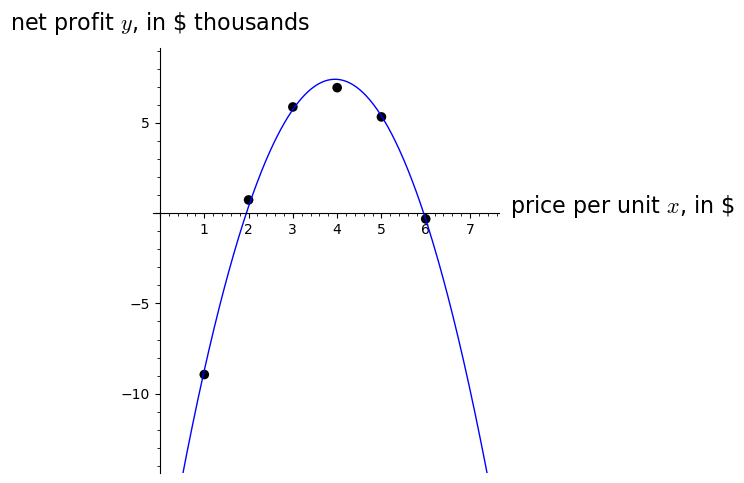 net profit y, in $ thousands
5
price per unit x, in $
1 2 3 4 5 6 7
−5
−10